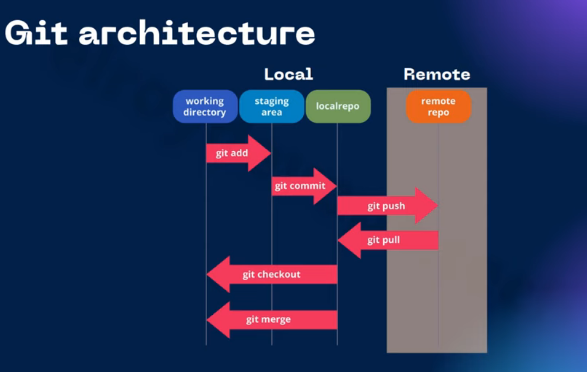 Git architecture
Local
Remote
working
directory
staging
area
localrepo
remote
repo
git add
git commit
git push
git pull
git checkout
git merge